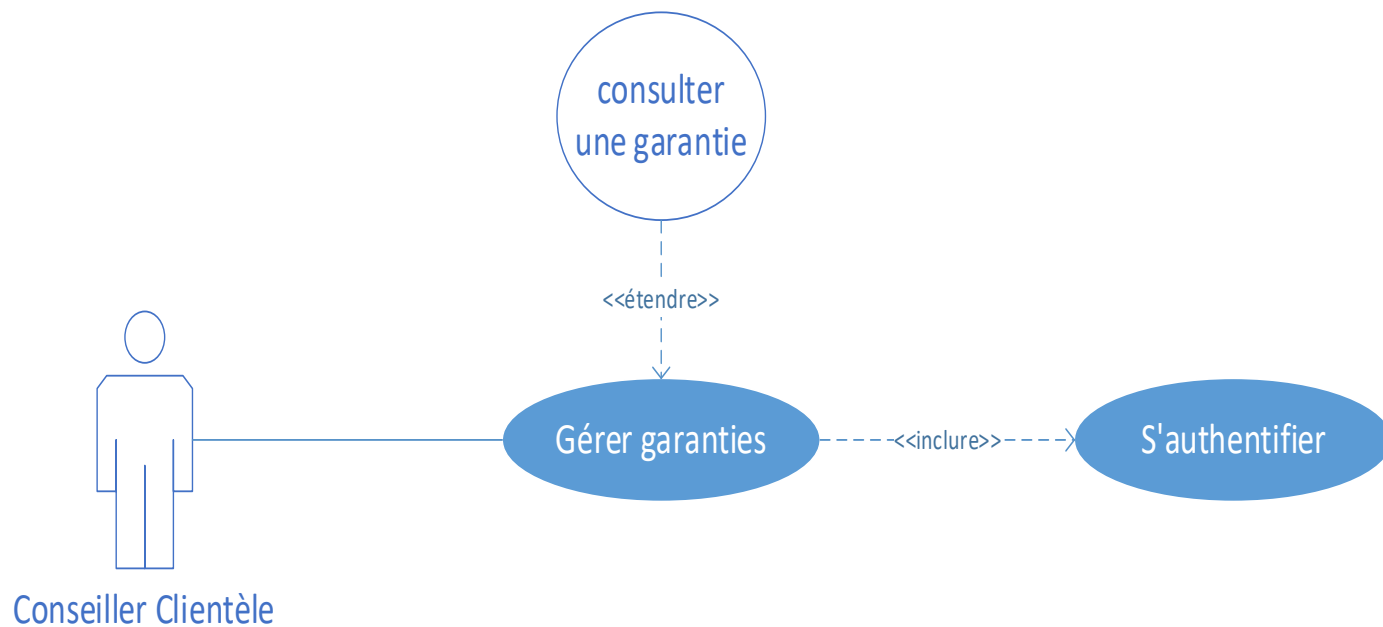 consulter
une garantie
<<étendre>>
Gérer garanties
<<inclure>>
S'authentifier
Conseiller Clientèle